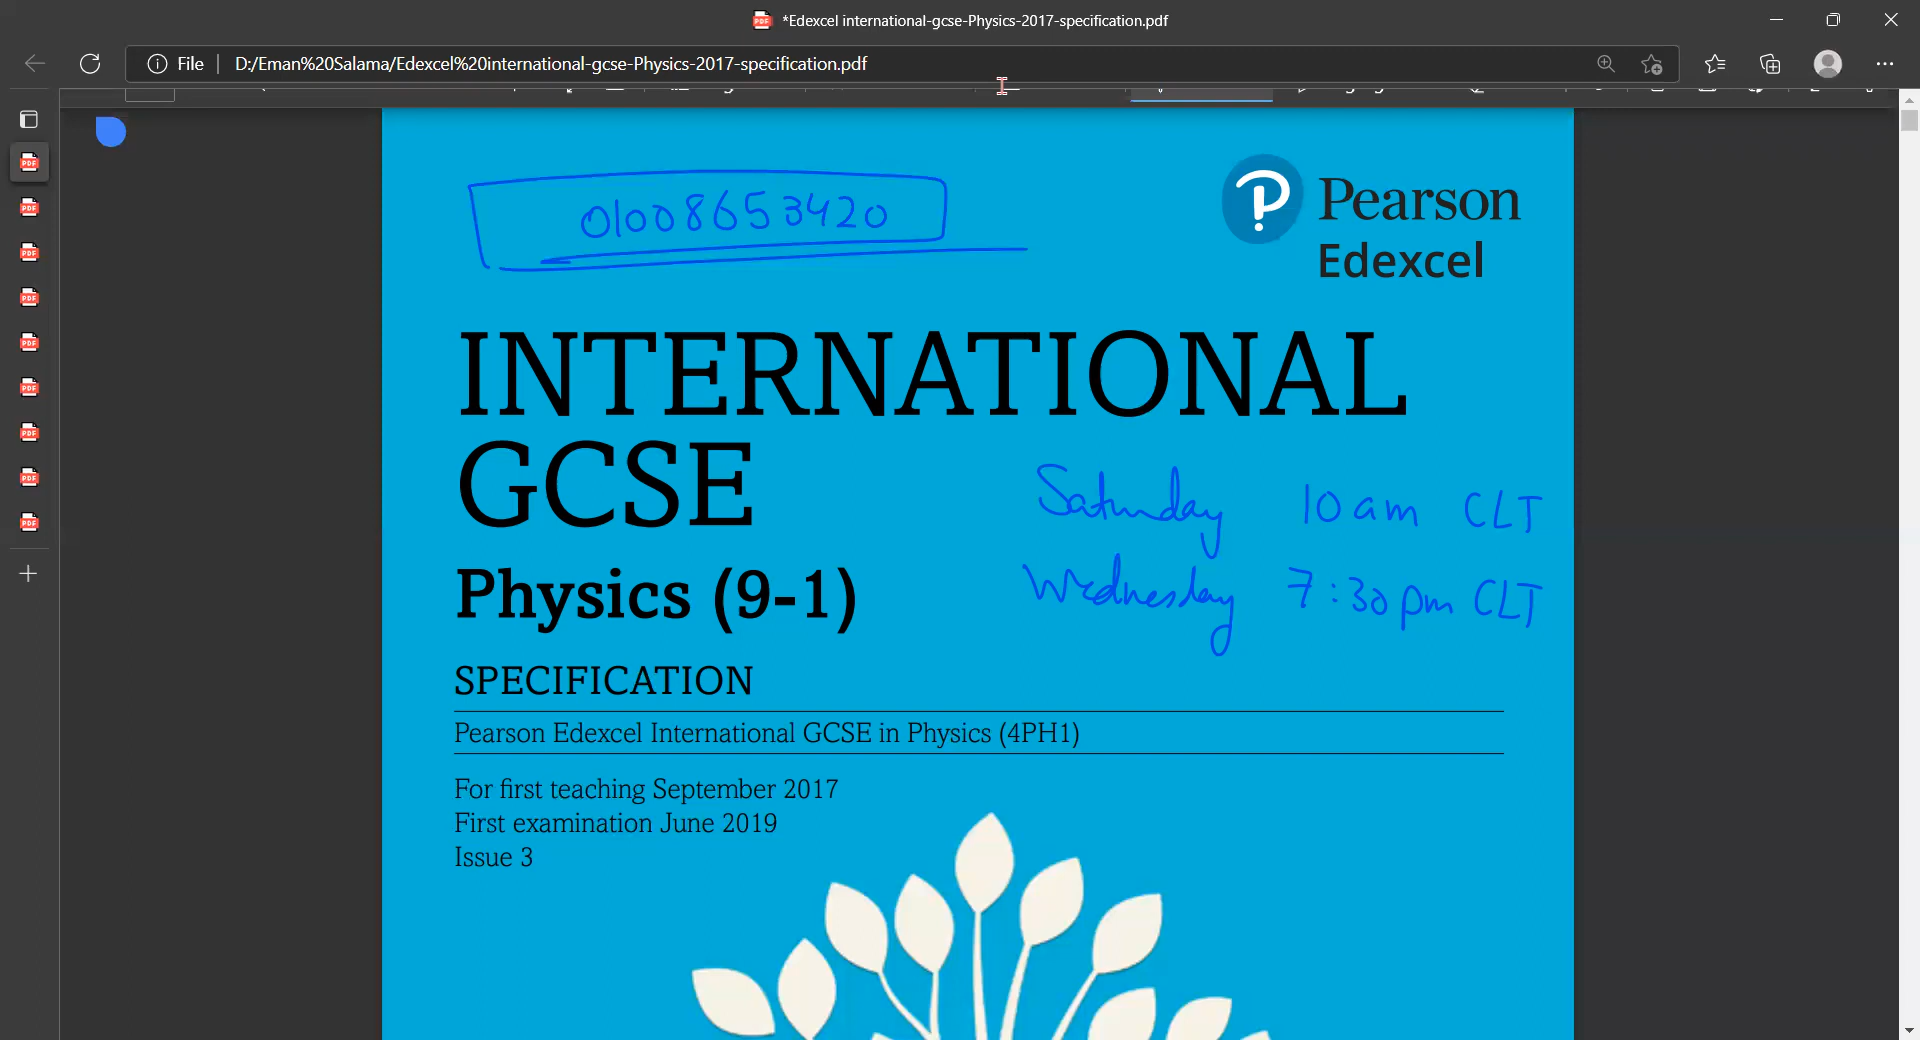 *Edexcel international-gcse-Physics-2017-specification.pdf
File D:/Eman%20Salama/Edexcel%20international-gcse-Physics-2017-specification.pdf
01008653420
Pearson
Edexcel
INTERNATIONAL
GCSE
Saturday 10 am CLT
Wednesday 7:30 pm CLT
Physics (9-1)
SPECIFICATION
Pearson Edexcel International GCSE in Physics (4PH1)
For first teaching September 2017
First examination June 2019
Issue 3